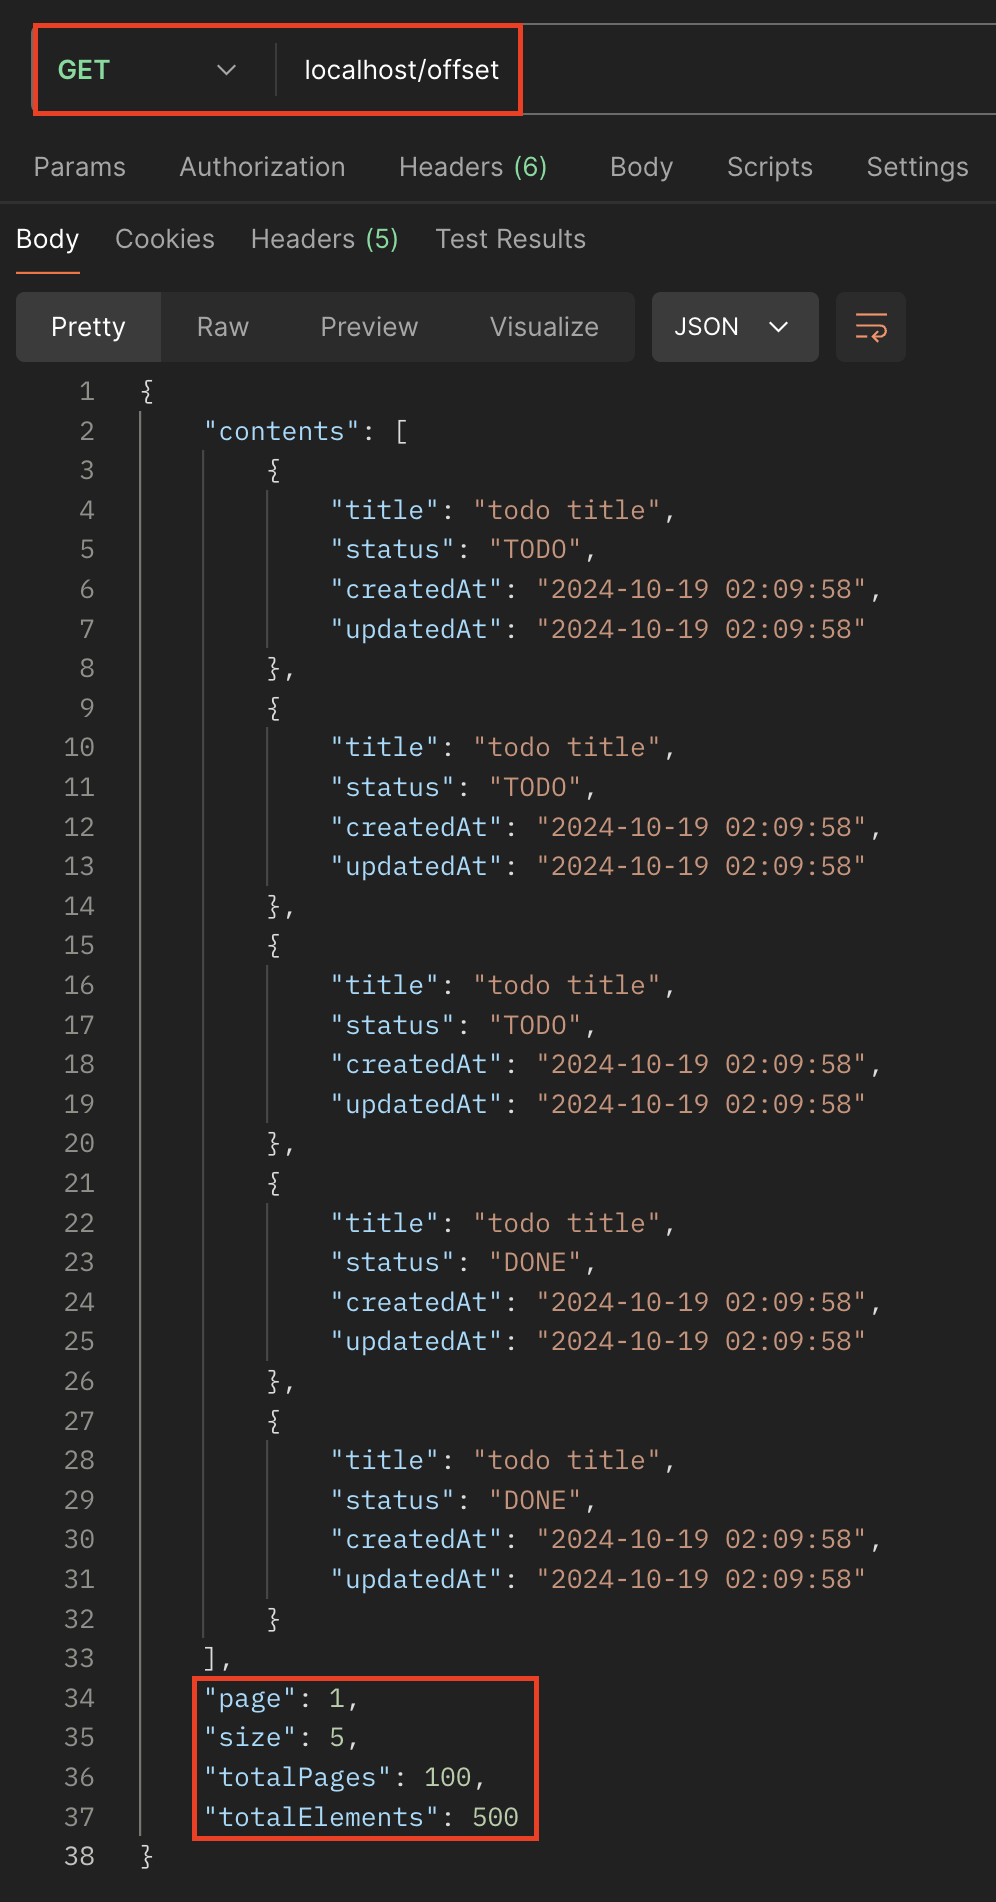 GET localhost/offset
Params Authorization Headers (6) Body Scripts Settings
Body Cookies Headers (5) Test Results
Pretty Raw Preview Visualize JSON
1 {
2 "contents": [
3 {
4 "title": "todo title",
5 "status": "TODO",
6 "createdAt": "2024-10-19 02:09:58",
7 "updatedAt": "2024-10-19 02:09:58"
8 },
9 {
10 "title": "todo title",
11 "status": "TODO",
12 "createdAt": "2024-10-19 02:09:58",
13 "updatedAt": "2024-10-19 02:09:58"
14 },
15 {
16 "title": "todo title",
17 "status": "TODO",
18 "createdAt": "2024-10-19 02:09:58",
19 "updatedAt": "2024-10-19 02:09:58"
20 },
21 {
22 "title": "todo title",
23 "status": "DONE",
24 "createdAt": "2024-10-19 02:09:58",
25 "updatedAt": "2024-10-19 02:09:58"
26 },
27 {
28 "title": "todo title",
29 "status": "DONE",
30 "createdAt": "2024-10-19 02:09:58",
31 "updatedAt": "2024-10-19 02:09:58"
32 }
33 ],
34 "page": 1,
35 "size": 5,
36 "totalPages": 100,
37 "totalElements": 500
38 }